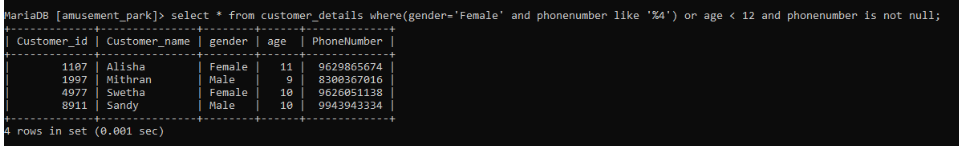 MariaDB [amusement_park]> select * from customer_details where(gender='Female' and phonenumber like '%4') or age < 12 and phonenumber is not null;
+-------------+---------------+--------+------+-------------+
| Customer_id | Customer_name | gender | age | PhoneNumber |
+-------------+---------------+--------+------+-------------+
| 1107 | Alisha | Female | 11 | 9629865674 |
| 1997 | Mithran | Male | 9 | 8300367016 |
| 4977 | Swetha | Female | 10 | 9626051138 |
| 8911 | Sandy | Male | 10 | 9943943334 |
+-------------+---------------+--------+------+-------------+
4 rows in set (0.001 sec)